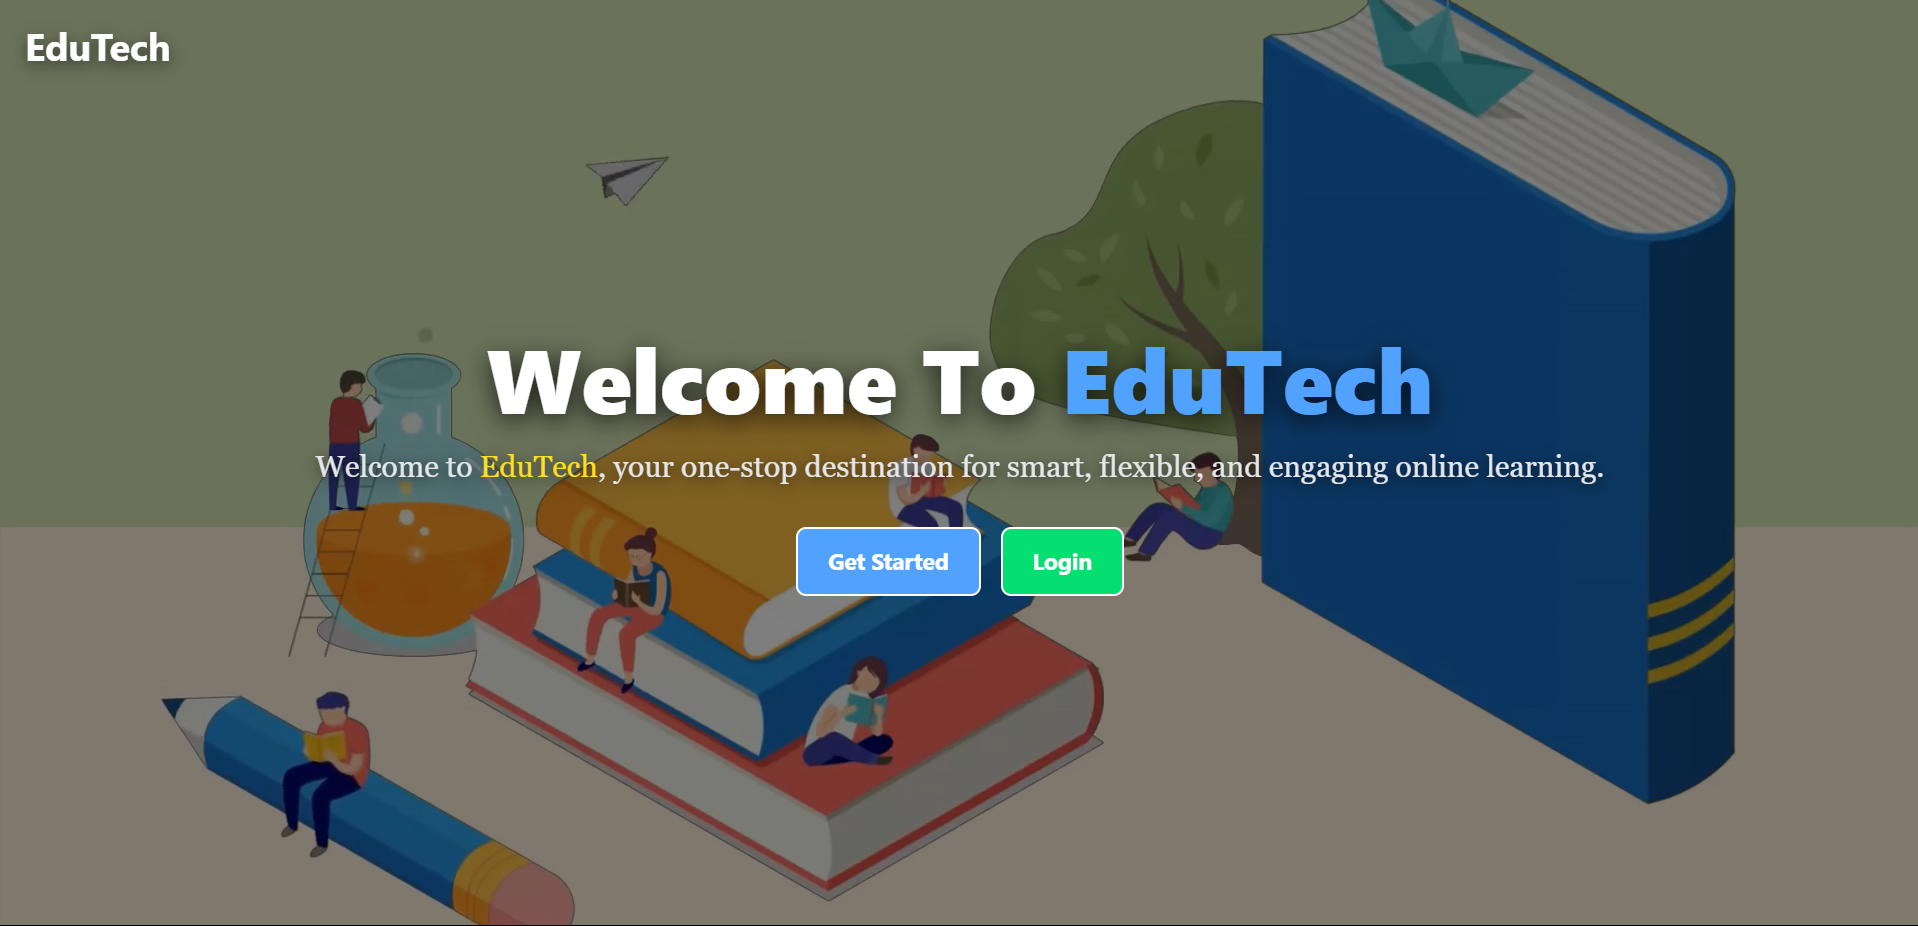 EduTech
Welcome To EduTech
Welcome to EduTech, your one-stop destination for smart, flexible, and engaging online learning.
Get Started
Login